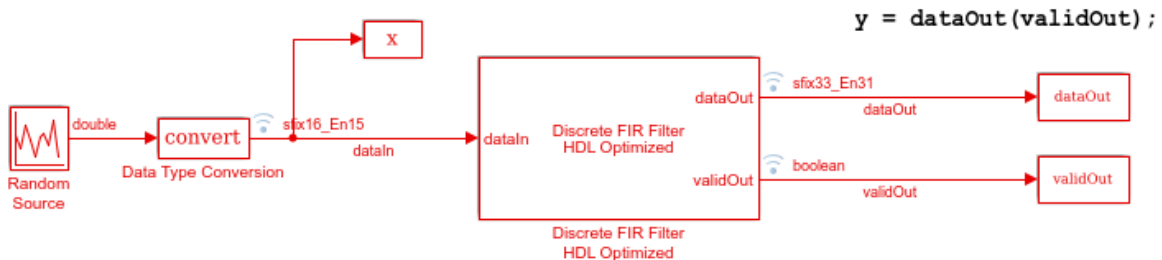 y = dataOut(validOut);
x
double
convert
sfix16_En15
dataIn
Random
Source
Data Type Conversion
dataIn
Discrete FIR Filter
HDL Optimized
dataOut
validOut
Discrete FIR Filter
HDL Optimized
sfix33_En31
dataOut
dataOut
boolean
validOut
validOut